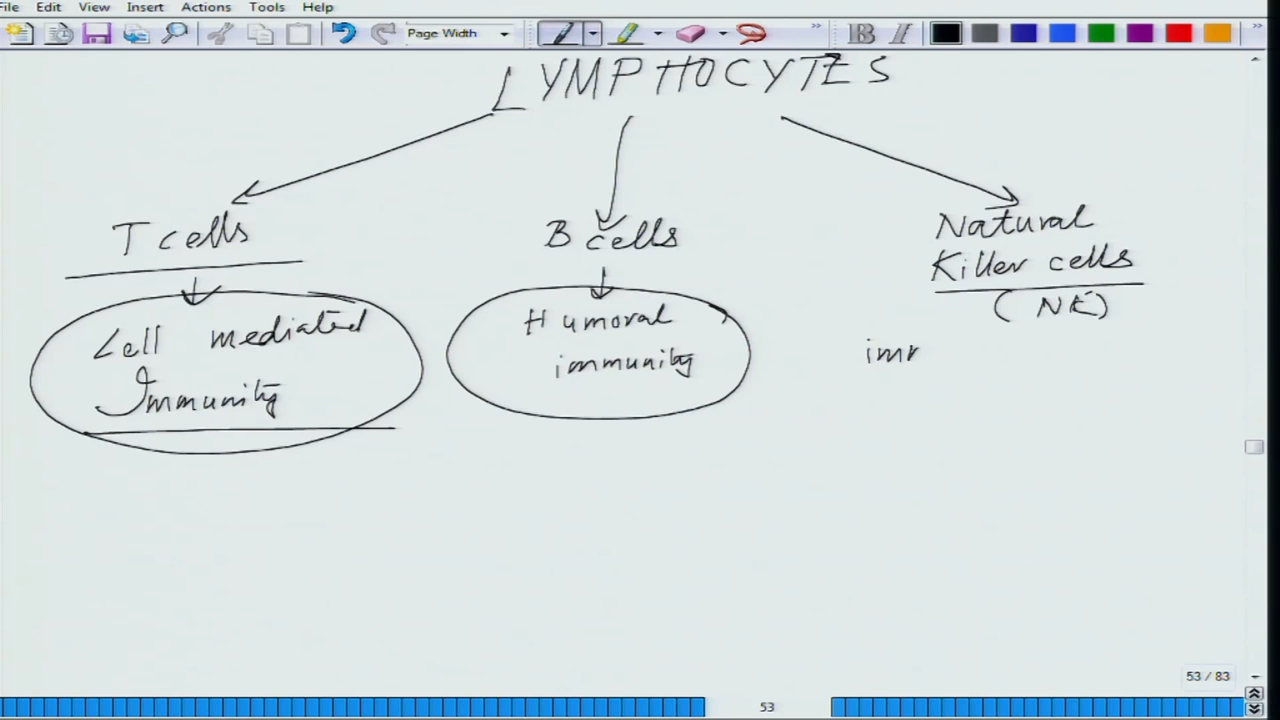 File Edit View Insert Actions Tools Help
Page Width
B I
LYMPHOCYTES
T cells
B cells
Natural
Killer cells
(NK)
Cell mediated
Immunity
Humoral
immunity
imm
53 / 83
53